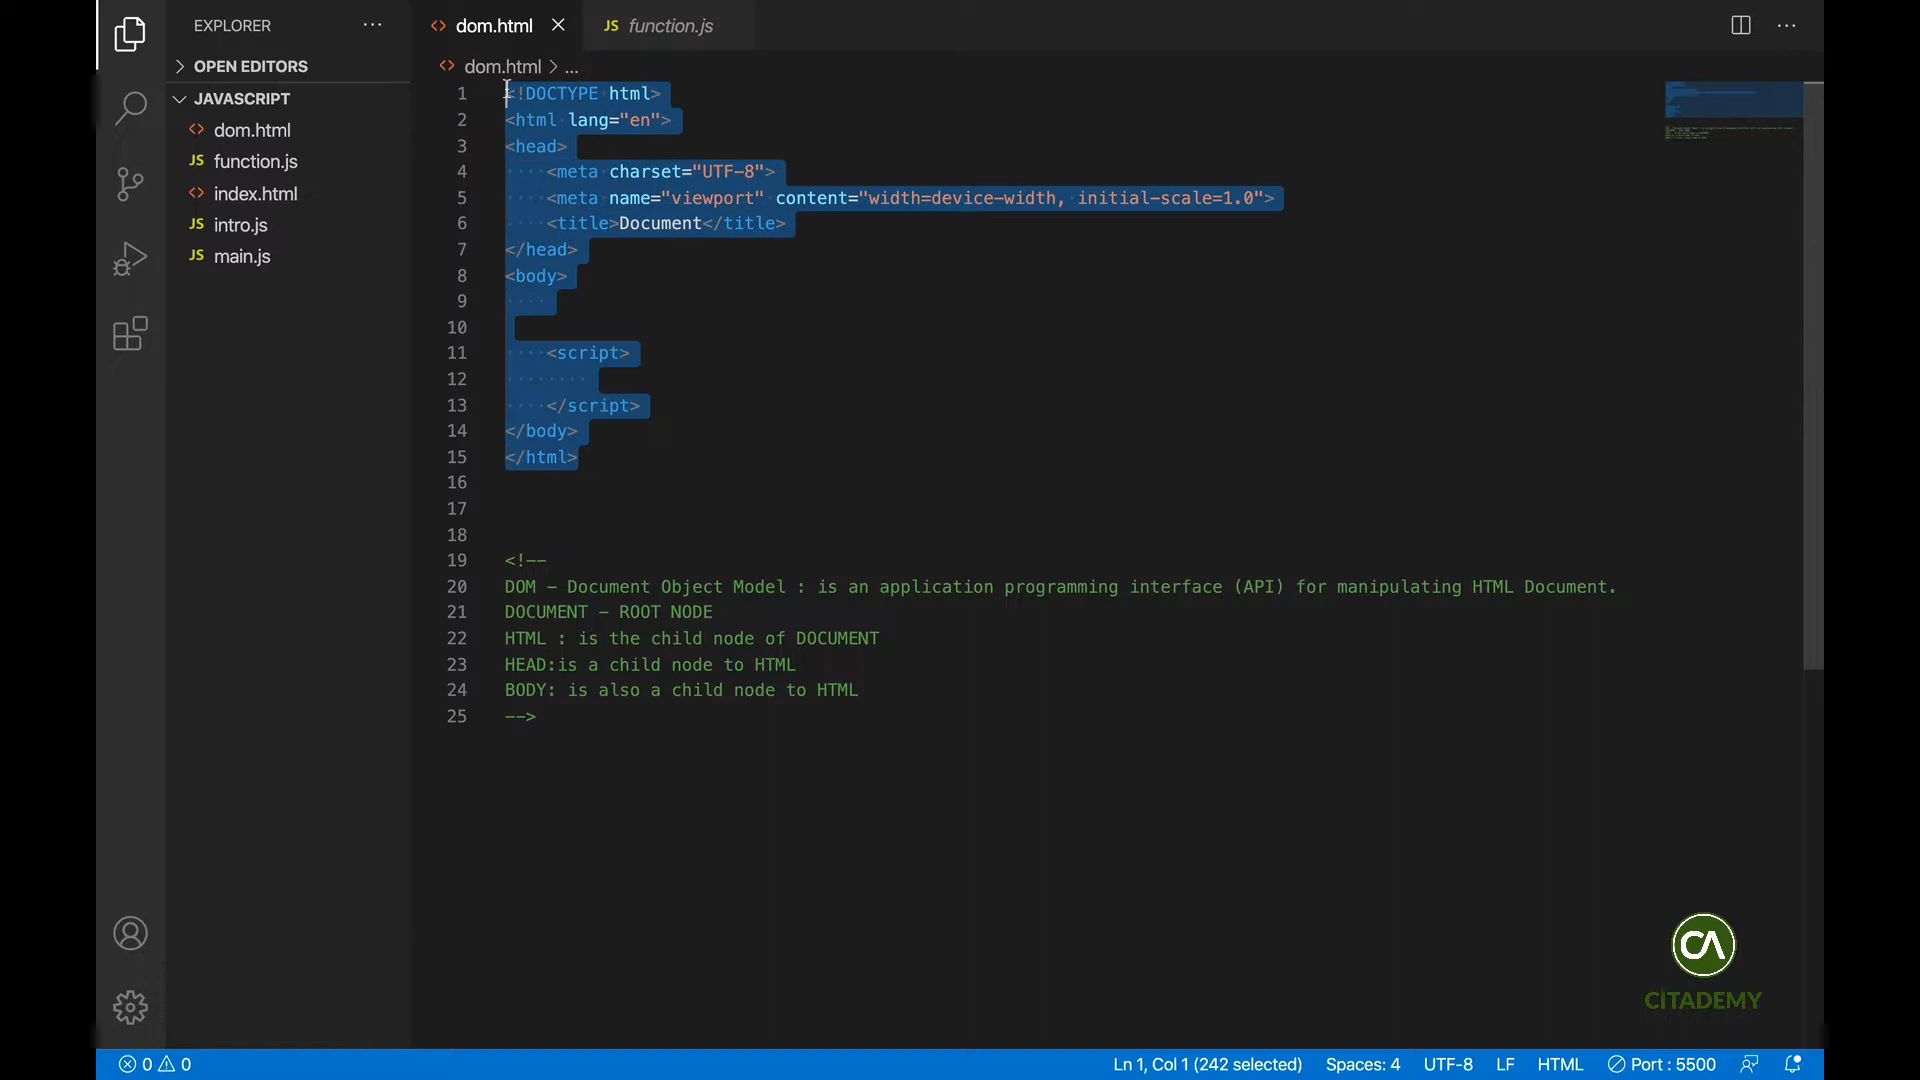 EXPLORER ...
OPEN EDITORS
JAVASCRIPT
dom.html
JS function.js
index.html
JS intro.js
JS main.js
dom.html
JS function.js
dom.html > ...
1 <!DOCTYPE html>
2 <html lang="en">
3 <head>
4 <meta charset="UTF-8">
5 <meta name="viewport" content="width=device-width, initial-scale=1.0">
6 <title>Document</title>
7 </head>
8 <body>
9
10
11 <script>
12
13 </script>
14 </body>
15 </html>
16
17
18
19 <!--
20 DOM - Document Object Model : is an application programming interface (API) for manipulating HTML Document.
21 DOCUMENT - ROOT NODE
22 HTML : is the child node of DOCUMENT
23 HEAD:is a child node to HTML
24 BODY: is also a child node to HTML
25 -->
CA
CITADEMY
0 0
Ln 1, Col 1 (242 selected) Spaces: 4 UTF-8 LF HTML Port : 5500